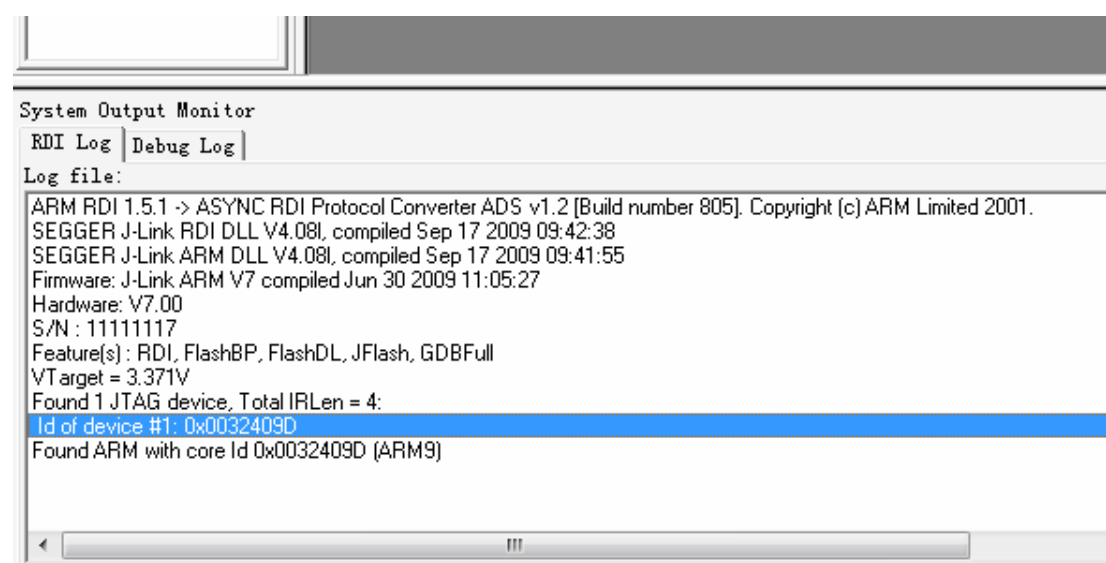 System Output Monitor
RDI Log Debug Log
Log file:
ARM RDI 1.5.1 -> ASYNC RDI Protocol Converter ADS v1.2 [Build number 805]. Copyright (c) ARM Limited 2001.
SEGGER J-Link RDI DLL V4.08l, compiled Sep 17 2009 09:42:38
SEGGER J-Link ARM DLL V4.08l, compiled Sep 17 2009 09:41:55
Firmware: J-Link ARM V7 compiled Jun 30 2009 11:05:27
Hardware: V7.00
S/N : 11111117
Feature(s) : RDI, FlashBP, FlashDL, JFlash, GDBFull
VTarget = 3.371V
Found 1 JTAG device, Total IRLen = 4:
Id of device #1: 0x0032409D
Found ARM with core Id 0x0032409D (ARM9)